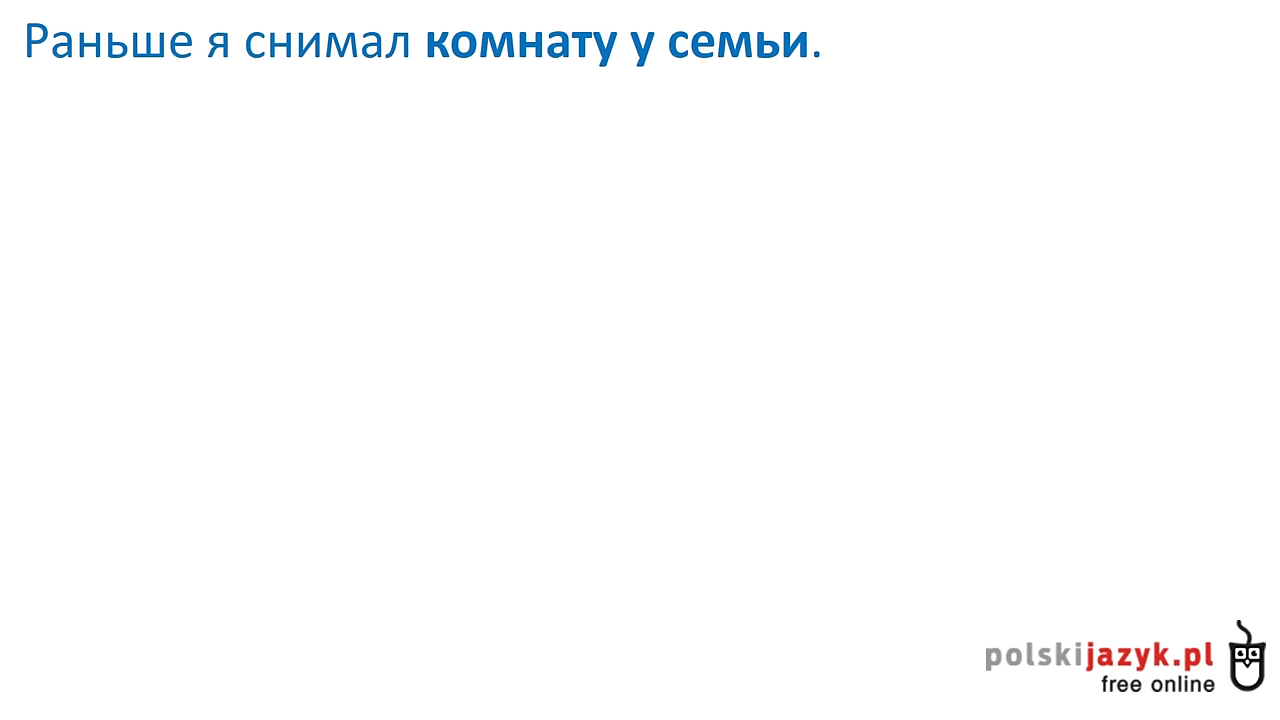 Раньше я снимал комнату у семьи.
polskijazyk.pl
free online